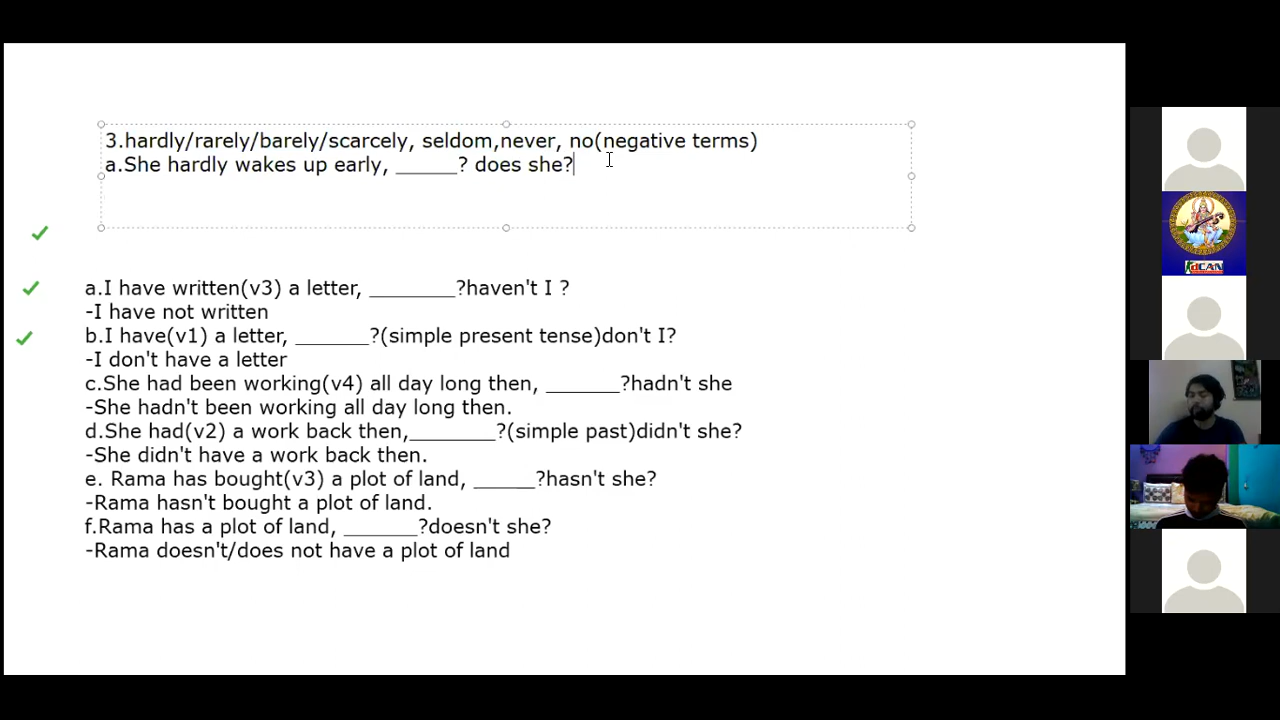 3.hardly/rarely/barely/scarcely, seldom,never, no(negative terms)
a.She hardly wakes up early, ______? does she?
a.I have written(v3) a letter, ________?haven't I ?
-I have not written
b.I have(v1) a letter, _______?(simple present tense)don't I?
-I don't have a letter
c.She had been working(v4) all day long then, _______?hadn't she
-She hadn't been working all day long then.
d.She had(v2) a work back then,________?(simple past)didn't she?
-She didn't have a work back then.
e. Rama has bought(v3) a plot of land, ______?hasn't she?
-Rama hasn't bought a plot of land.
f.Rama has a plot of land, _______?doesn't she?
-Rama doesn't/does not have a plot of land